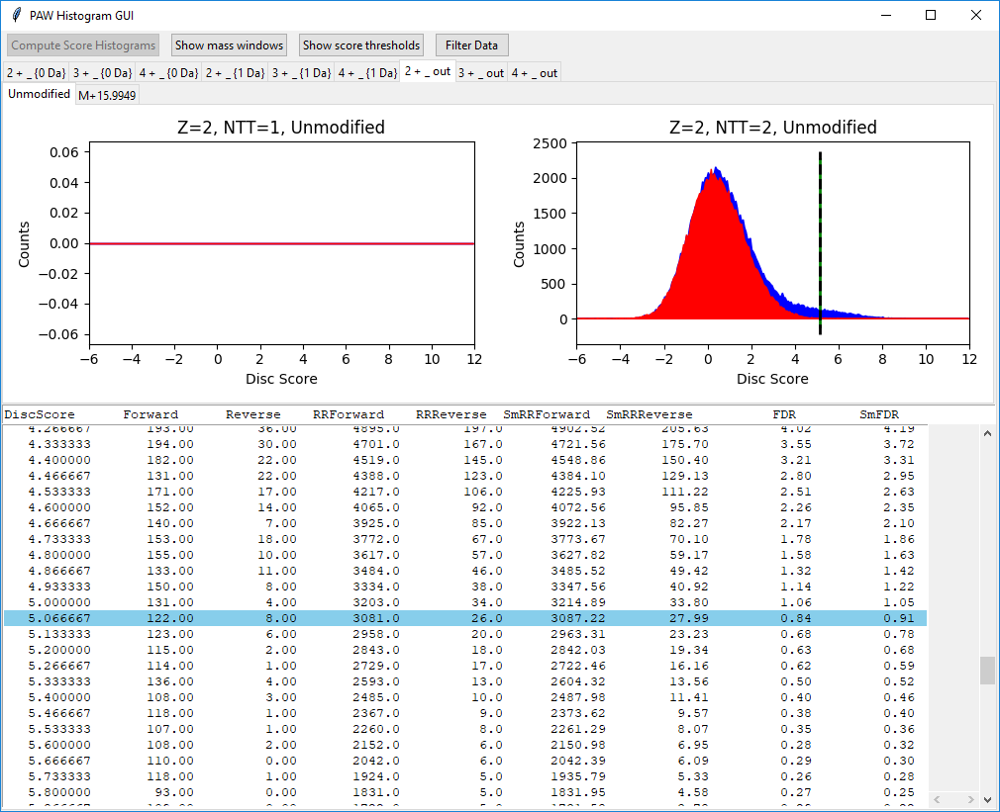 PAW Histogram GUI
Compute Score Histograms Show mass windows Show score thresholds Filter Data
2 + _ {0 Da} 3 + _ {0 Da} 4 + _ {0 Da} 2 + _ {1 Da} 3 + _ {1 Da} 4 + _ {1 Da} 2 + _ out 3 + _ out 4 + _ out
Unmodified M+15.9949
Z=2, NTT=1, Unmodified
0.06
0.04
0.02
0.00
−0.02
−0.04
−0.06
Counts
−6 −4 −2 0 2 4 6 8 10 12
Disc Score
Z=2, NTT=2, Unmodified
2500
2000
1500
1000
500
0
Counts
−6 −4 −2 0 2 4 6 8 10 12
Disc Score
DiscScore Forward Reverse RRForward RRReverse SmRRForward SmRRReverse FDR SmFDR
4.266667 193.00 36.00 4895.0 197.0 4902.52 205.63 4.02 4.19
4.333333 194.00 30.00 4701.0 167.0 4721.56 175.70 3.55 3.72
4.400000 182.00 22.00 4519.0 145.0 4548.86 150.40 3.21 3.31
4.466667 131.00 22.00 4388.0 123.0 4384.10 129.13 2.80 2.95
4.533333 171.00 17.00 4217.0 106.0 4225.93 111.22 2.51 2.63
4.600000 152.00 14.00 4065.0 92.0 4072.56 95.85 2.26 2.35
4.666667 140.00 7.00 3925.0 85.0 3922.13 82.27 2.17 2.10
4.733333 153.00 18.00 3772.0 67.0 3773.67 70.10 1.78 1.86
4.800000 155.00 10.00 3617.0 57.0 3627.82 59.17 1.58 1.63
4.866667 133.00 11.00 3484.0 46.0 3485.52 49.42 1.32 1.42
4.933333 150.00 8.00 3334.0 38.0 3347.56 40.92 1.14 1.22
5.000000 131.00 4.00 3203.0 34.0 3214.89 33.80 1.06 1.05
5.066667 122.00 8.00 3081.0 26.0 3087.22 27.99 0.84 0.91
5.133333 123.00 6.00 2958.0 20.0 2963.31 23.23 0.68 0.78
5.200000 115.00 2.00 2843.0 18.0 2842.03 19.34 0.63 0.68
5.266667 114.00 1.00 2729.0 17.0 2722.46 16.16 0.62 0.59
5.333333 136.00 4.00 2593.0 13.0 2604.32 13.56 0.50 0.52
5.400000 108.00 3.00 2485.0 10.0 2487.98 11.41 0.40 0.46
5.466667 118.00 1.00 2367.0 9.0 2373.62 9.57 0.38 0.40
5.533333 107.00 1.00 2260.0 8.0 2261.29 8.07 0.35 0.36
5.600000 108.00 2.00 2152.0 6.0 2150.98 6.95 0.28 0.32
5.666667 110.00 0.00 2042.0 6.0 2042.39 6.09 0.29 0.30
5.733333 118.00 1.00 1924.0 5.0 1935.79 5.33 0.26 0.28
5.800000 93.00 0.00 1831.0 5.0 1831.95 4.58 0.27 0.25